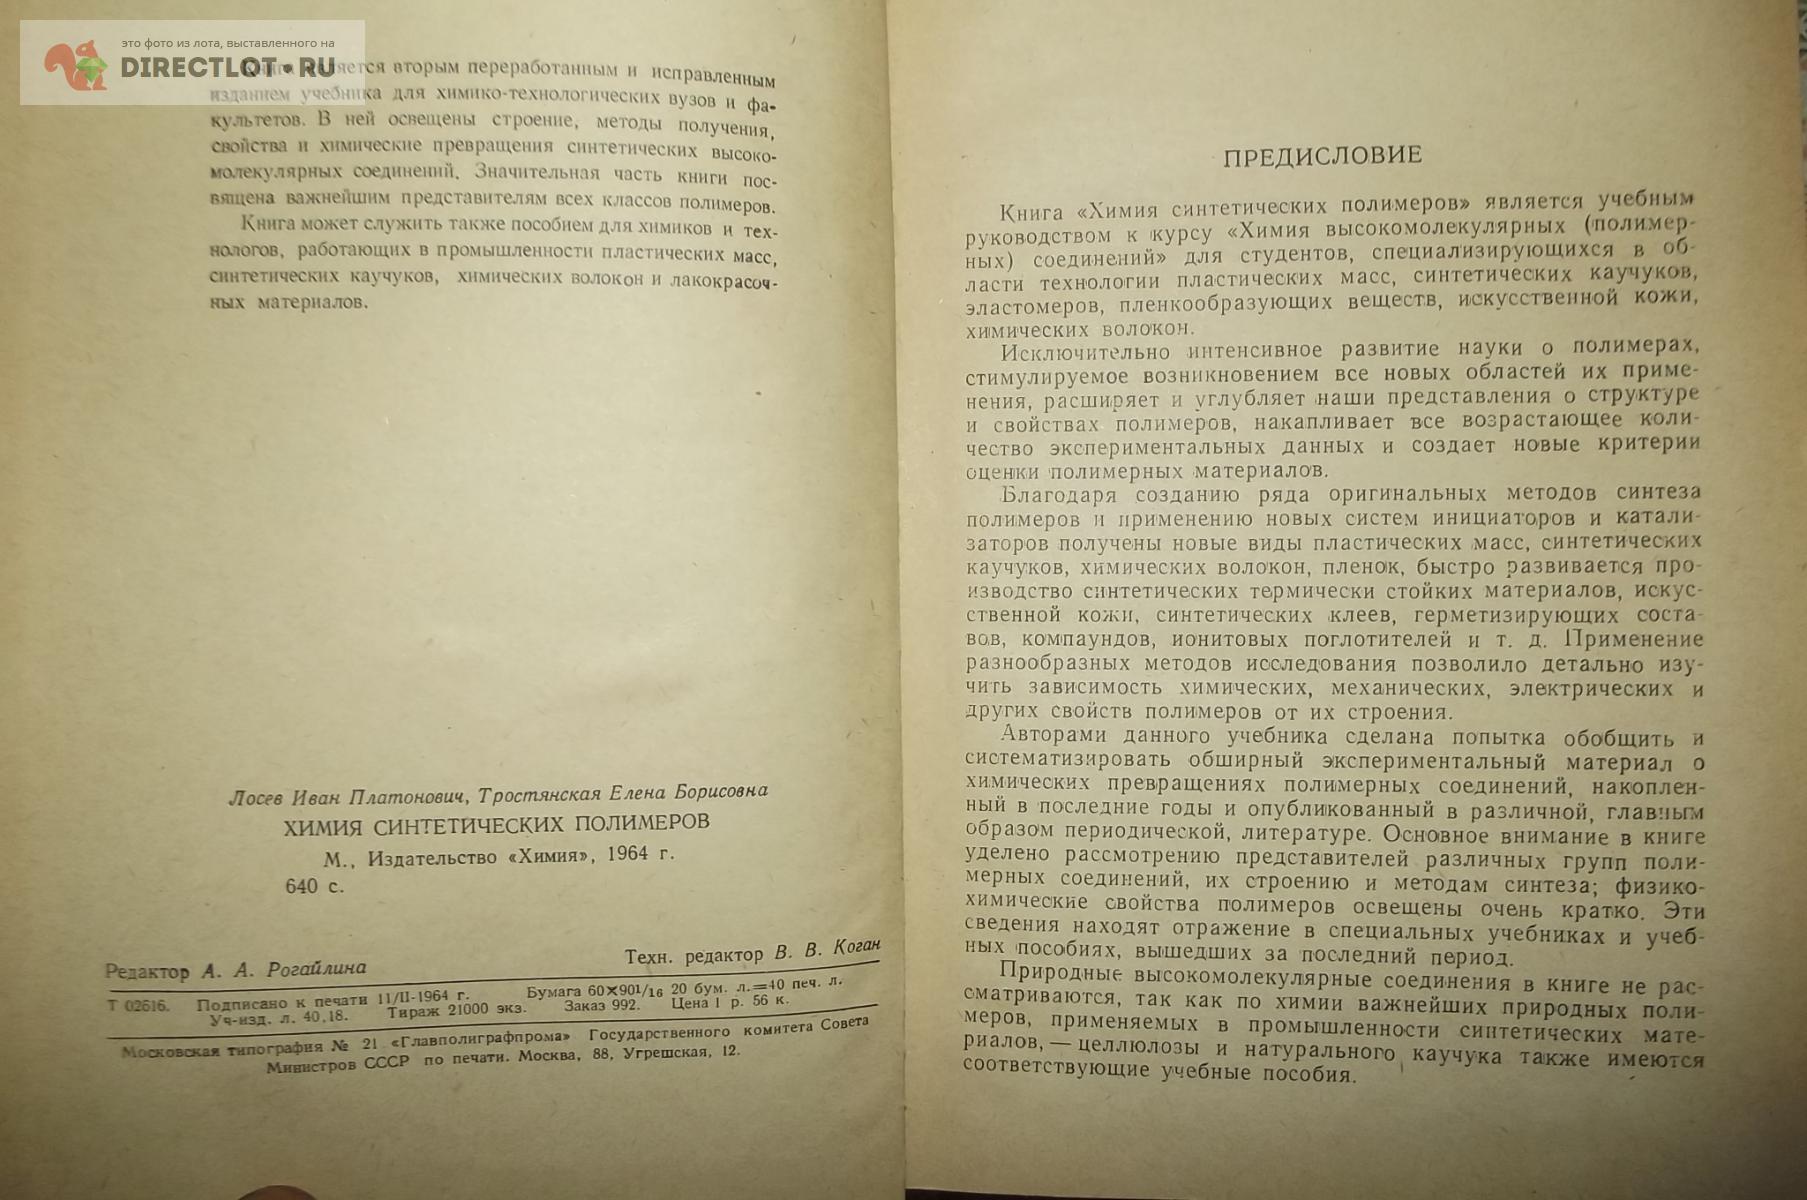 это фото из лота, выставленного на
DIRECTLOT.RU
Книга является вторым переработанным и исправленным
изданием учебника для химико-технологических вузов и фа-
культетов. В ней освещены строение, методы получения,
свойства и химические превращения синтетических высоко-
молекулярных соединений. Значительная часть книги пос-
вящена важнейшим представителям всех классов полимеров.
Книга может служить также пособием для химиков и тех-
нологов, работающих в промышленности пластических масс,
синтетических каучуков, химических волокон и лакокрасоч-
ных материалов.
Лосев Иван Платонович, Тростянская Елена Борисовна
ХИМИЯ СИНТЕТИЧЕСКИХ ПОЛИМЕРОВ
М., Издательство «Химия», 1964 г.
640 с.
Редактор А. А. Рогайлина
Техн. редактор В. В. Коган
Т 02616. Подписано к печати 11/II-1964 г. Бумага 60×901/16 20 бум. л.=40 печ. л.
Уч-изд. л. 40,18. Тираж 21000 экз. Заказ 992. Цена 1 р. 56 к.
Московская типография № 21 «Главполиграфпрома» Государственного комитета Совета
Министров СССР по печати. Москва, 88, Угрешская, 12.
ПРЕДИСЛОВИЕ
Книга «Химия синтетических полимеров» является учебным
руководством к курсу «Химия высокомолекулярных (полимер-
ных) соединений» для студентов, специализирующихся в об-
ласти технологии пластических масс, синтетических каучуков,
эластомеров, пленкообразующих веществ, искусственной кожи,
химических волокон.
Исключительно интенсивное развитие науки о полимерах,
стимулируемое возникновением все новых областей их приме-
нения, расширяет и углубляет наши представления о структуре
и свойствах полимеров, накапливает все возрастающее коли-
чество экспериментальных данных и создает новые критерии
оценки полимерных материалов.
Благодаря созданию ряда оригинальных методов синтеза
полимеров и применению новых систем инициаторов и катали-
заторов получены новые виды пластических масс, синтетических
каучуков, химических волокон, пленок, быстро развивается про-
изводство синтетических термически стойких материалов, искус-
ственной кожи, синтетических клеев, герметизирующих соста-
вов, компаундов, ионитовых поглотителей и т. д. Применение
разнообразных методов исследования позволило детально изу-
чить зависимость химических, механических, электрических и
других свойств полимеров от их строения.
Авторами данного учебника сделана попытка обобщить и
систематизировать обширный экспериментальный материал о
химических превращениях полимерных соединений, накоплен-
ный в последние годы и опубликованный в различной, главным
образом периодической, литературе. Основное внимание в книге
уделено рассмотрению представителей различных групп поли-
мерных соединений, их строению и методам синтеза; физико-
химические свойства полимеров освещены очень кратко. Эти
сведения находят отражение в специальных учебниках и учеб-
ных пособиях, вышедших за последний период.
Природные высокомолекулярные соединения в книге не рас-
сматриваются, так как по химии важнейших природных поли-
меров, применяемых в промышленности синтетических мате-
риалов, — целлюлозы и натурального каучука также имеются
соответствующие учебные пособия.